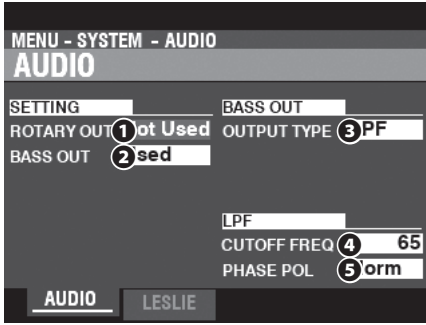 MENU - SYSTEM - AUDIO
AUDIO
SETTING
ROTARY OUT 1 ot Used
BASS OUT 2 sed
BASS OUT
OUTPUT TYPE 3 PF
LPF
CUTOFF FREQ 4 65
PHASE POL 5 orm
AUDIO LESLIE